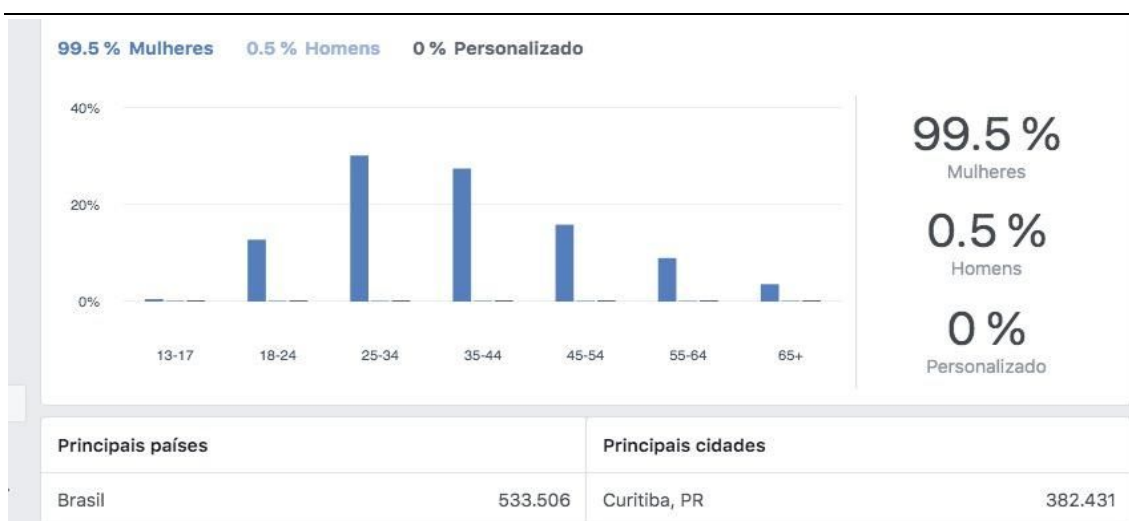 99.5 % Mulheres 0.5 % Homens 0 % Personalizado
40%
20%
0%
13-17 18-24 25-34 35-44 45-54 55-64 65+
99.5 %
Mulheres
0.5 %
Homens
0 %
Personalizado
Principais países
Brasil 533.506
Principais cidades
Curitiba, PR 382.431